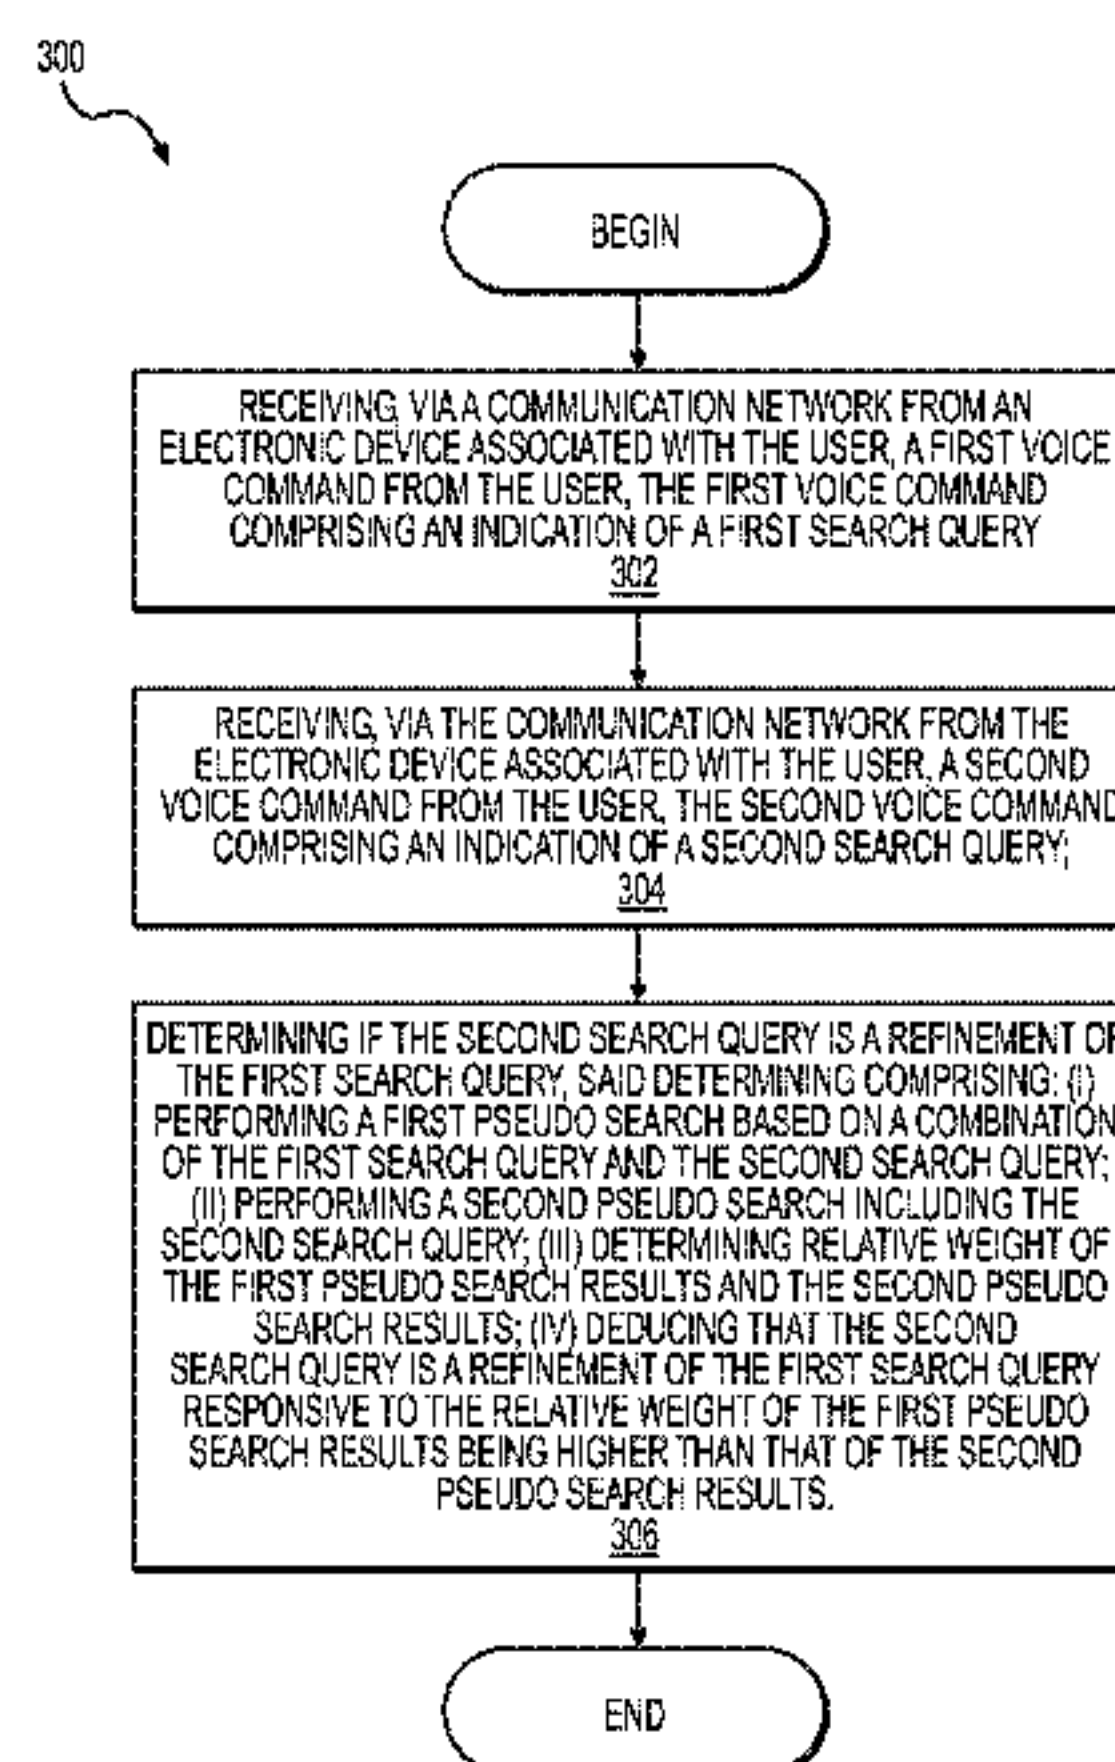 300
BEGIN
RECEIVING, VIA A COMMUNICATION NETWORK FROM AN
ELECTRONIC DEVICE ASSOCIATED WITH THE USER, A FIRST VOICE
COMMAND FROM THE USER, THE FIRST VOICE COMMAND
COMPRISING AN INDICATION OF A FIRST SEARCH QUERY
302
RECEIVING, VIA THE COMMUNICATION NETWORK FROM THE
ELECTRONIC DEVICE ASSOCIATED WITH THE USER, A SECOND
VOICE COMMAND FROM THE USER, THE SECOND VOICE COMMAND
COMPRISING AN INDICATION OF A SECOND SEARCH QUERY;
304
DETERMINING IF THE SECOND SEARCH QUERY IS A REFINEMENT OF
THE FIRST SEARCH QUERY, SAID DETERMINING COMPRISING: (I)
PERFORMING A FIRST PSEUDO SEARCH BASED ON A COMBINATION
OF THE FIRST SEARCH QUERY AND THE SECOND SEARCH QUERY;
(II) PERFORMING A SECOND PSEUDO SEARCH INCLUDING THE
SECOND SEARCH QUERY; (III) DETERMINING RELATIVE WEIGHT OF
THE FIRST PSEUDO SEARCH RESULTS AND THE SECOND PSEUDO
SEARCH RESULTS; (IV) DEDUCING THAT THE SECOND
SEARCH QUERY IS A REFINEMENT OF THE FIRST SEARCH QUERY
RESPONSIVE TO THE RELATIVE WEIGHT OF THE FIRST PSEUDO
SEARCH RESULTS BEING HIGHER THAN THAT OF THE SECOND
PSEUDO SEARCH RESULTS.
306
END